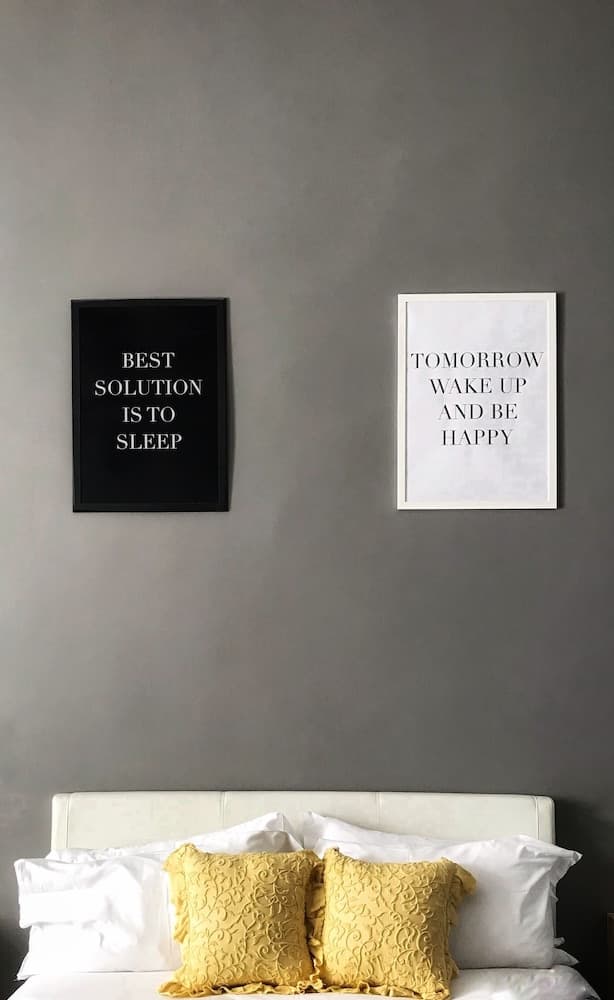 BEST
SOLUTION
IS TO
SLEEP
TOMORROW
WAKE UP
AND BE
HAPPY